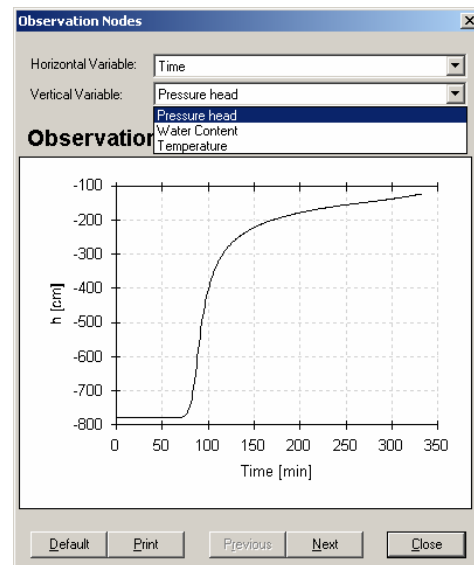 Observation Nodes
Horizontal Variable: Time
Vertical Variable: Pressure head
Pressure head
Water Content
Temperature
Observation
-100
-200
-300
-400
-500
-600
-700
-800
h [cm]
0 50 100 150 200 250 300 350
Time [min]
Default Print Previous Next Close